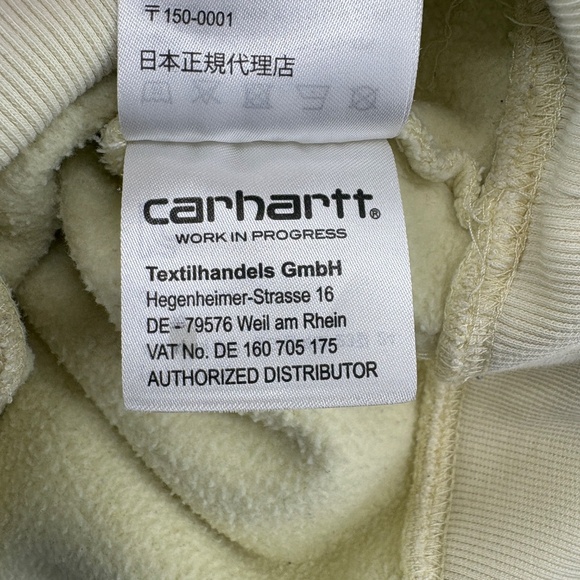 〒150-0001
日本正規代理店
carhartt®
WORK IN PROGRESS
Textilhandels GmbH
Hegenheimer-Strasse 16
DE - 79576 Weil am Rhein
VAT No. DE 160 705 175
AUTHORIZED DISTRIBUTOR